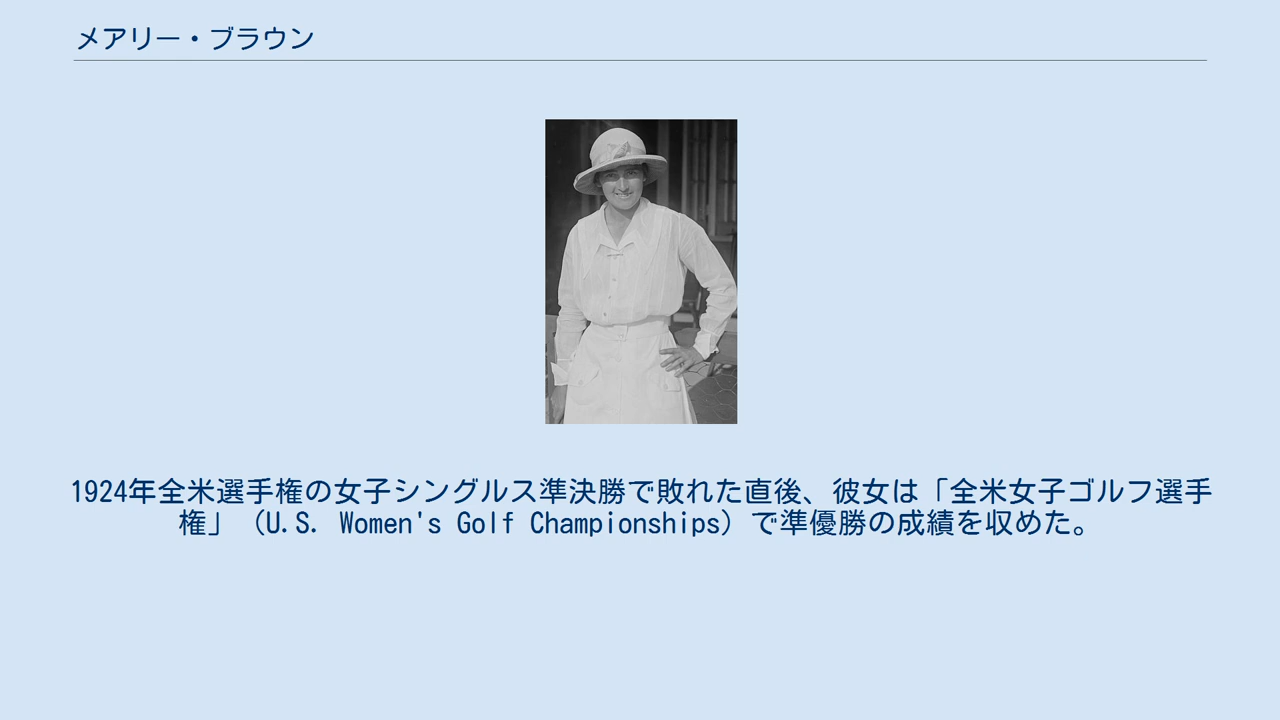 メアリー・ブラウン
1924年全米選手権の女子シングルス準決勝で敗れた直後、彼女は「全米女子ゴルフ選手
権」（U.S. Women's Golf Championships）で準優勝の成績を収めた。